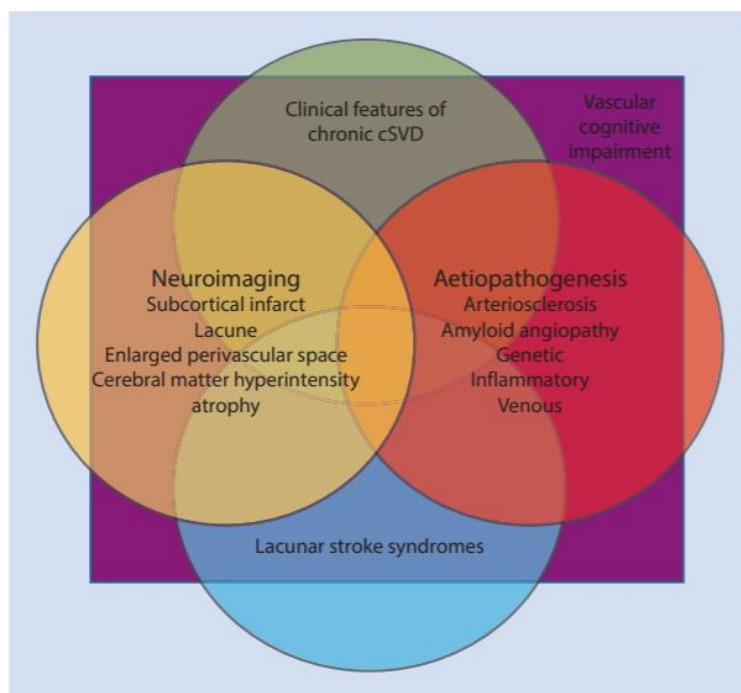 Clinical features of
chronic cSVD
Vascular
cognitive
impairment
Neuroimaging
Subcortical infarct
Lacune
Enlarged perivascular space
Cerebral matter hyperintensity
atrophy
Aetiopathogenesis
Arteriosclerosis
Amyloid angiopathy
Genetic
Inflammatory
Venous
Lacunar stroke syndromes